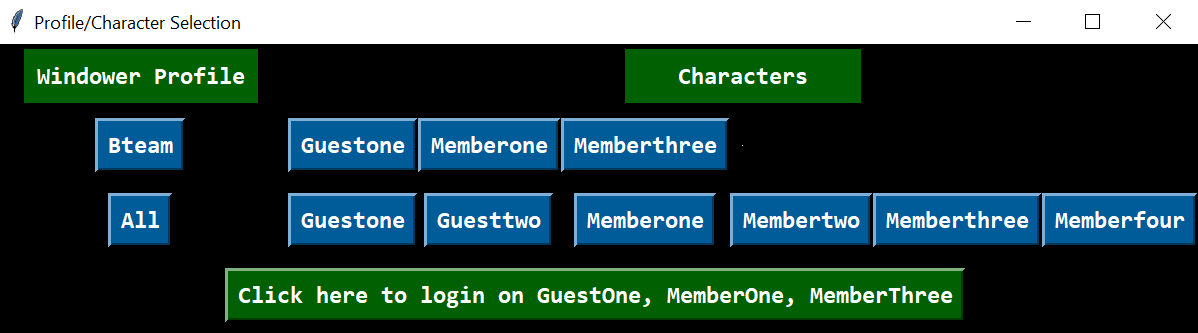 Profile/Character Selection
Windower Profile Characters
Bteam Guestone Memberone Memberthree
All Guestone Guesttwo Memberone Membertwo Memberthree Memberfour
Click here to login on GuestOne, MemberOne, MemberThree